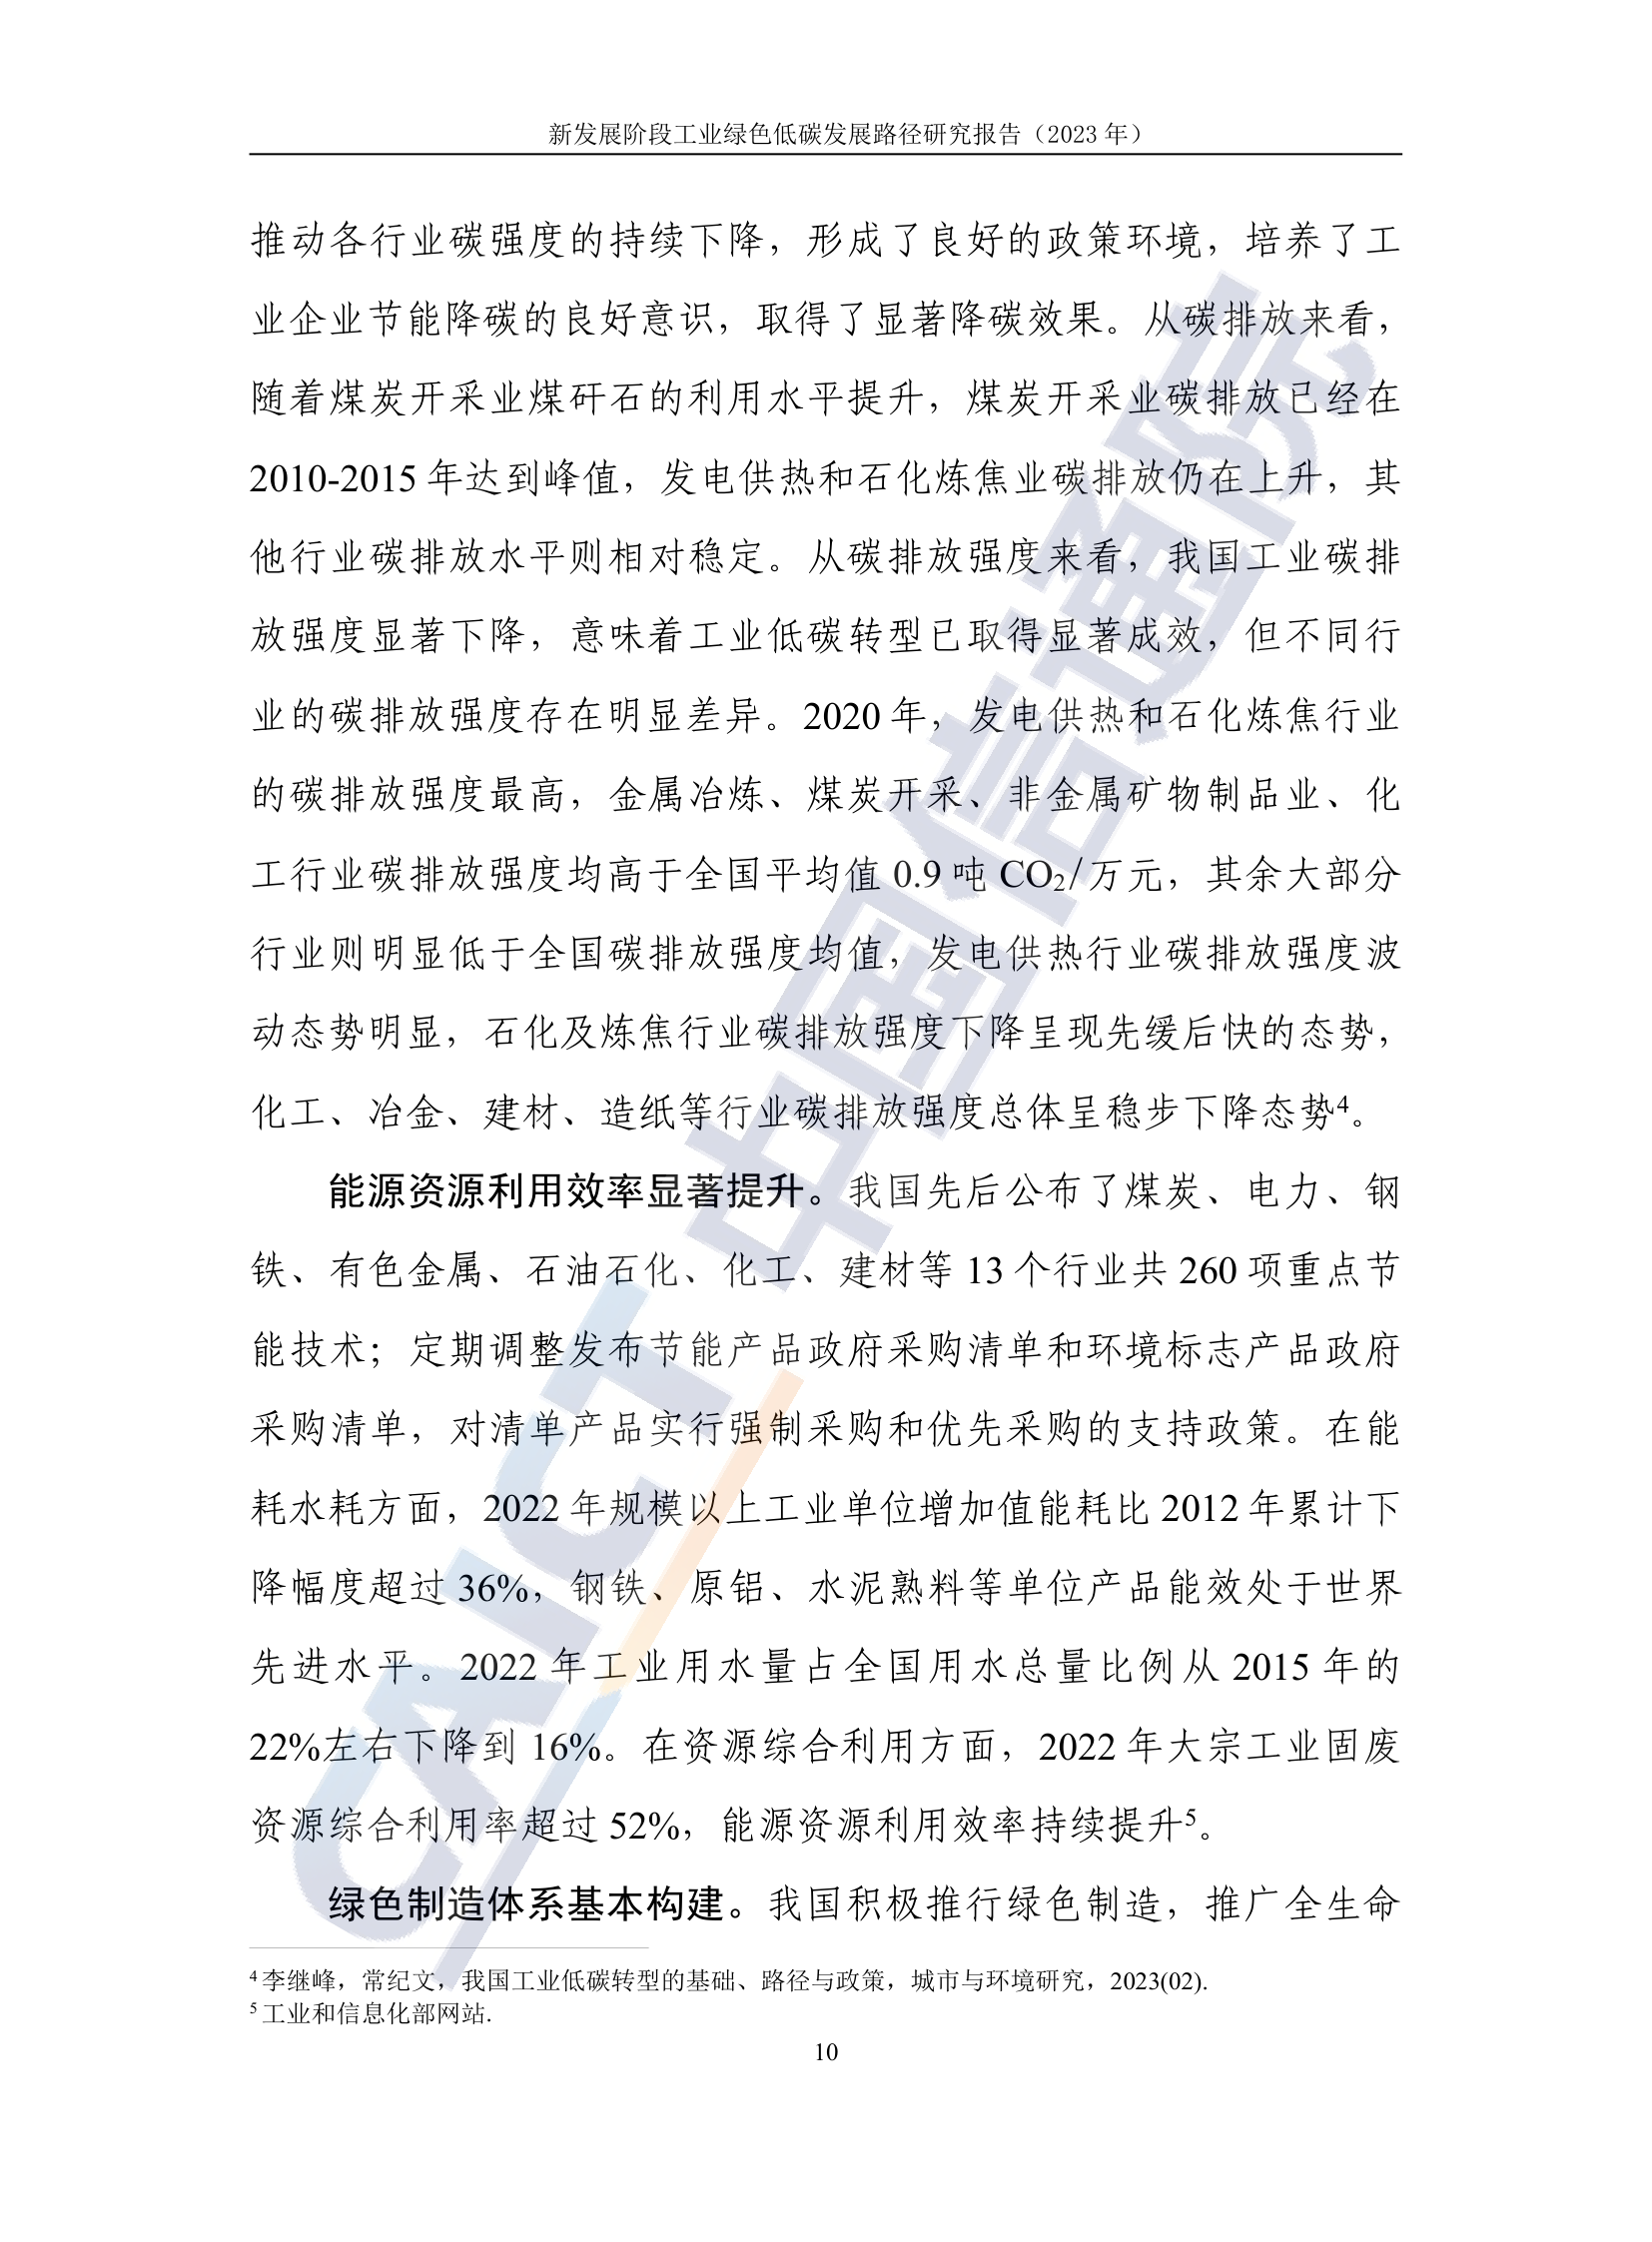 新发展阶段工业绿色低碳发展路径研究报告（2023 年）
推动各行业碳强度的持续下降，形成了良好的政策环境，培养了工
业企业节能降碳的良好意识，取得了显著降碳效果。从碳排放来看，
随着煤炭开采业煤矸石的利用水平提升，煤炭开采业碳排放已经在
2010-2015 年达到峰值，发电供热和石化炼焦业碳排放仍在上升，其
他行业碳排放水平则相对稳定。从碳排放强度来看，我国工业碳排
放强度显著下降，意味着工业低碳转型已取得显著成效，但不同行
业的碳排放强度存在明显差异。2020 年，发电供热和石化炼焦行业
的碳排放强度最高，金属冶炼、煤炭开采、非金属矿物制品业、化
工行业碳排放强度均高于全国平均值 0.9 吨 CO₂/万元，其余大部分
行业则明显低于全国碳排放强度均值，发电供热行业碳排放强度波
动态势明显，石化及炼焦行业碳排放强度下降呈现先缓后快的态势，
化工、冶金、建材、造纸等行业碳排放强度总体呈稳步下降态势⁴。
能源资源利用效率显著提升。我国先后公布了煤炭、电力、钢
铁、有色金属、石油石化、化工、建材等 13 个行业共 260 项重点节
能技术；定期调整发布节能产品政府采购清单和环境标志产品政府
采购清单，对清单产品实行强制采购和优先采购的支持政策。在能
耗水耗方面，2022 年规模以上工业单位增加值能耗比 2012 年累计下
降幅度超过 36%，钢铁、原铝、水泥熟料等单位产品能效处于世界
先进水平。2022 年工业用水量占全国用水总量比例从 2015 年的
22%左右下降到 16%。在资源综合利用方面，2022 年大宗工业固废
资源综合利用率超过 52%，能源资源利用效率持续提升⁵。
绿色制造体系基本构建。我国积极推行绿色制造，推广全生命
⁴ 李继峰，常纪文，我国工业低碳转型的基础、路径与政策，城市与环境研究，2023(02).
⁵ 工业和信息化部网站.
10
CAICT 中国信通院